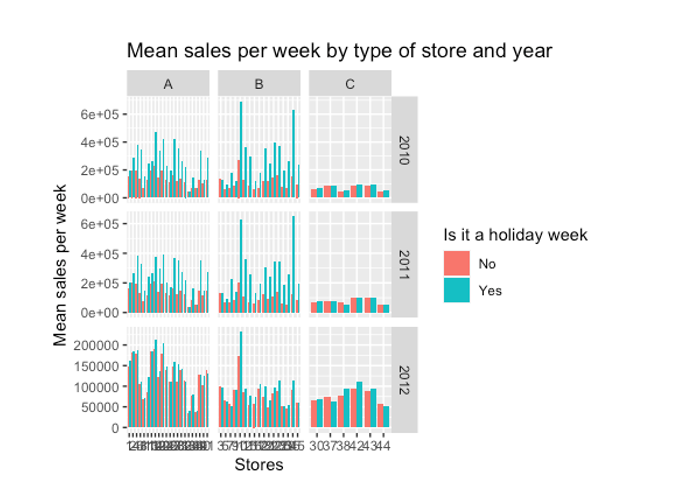 Mean sales per week by type of store and year
A B C
6e+05
4e+05
2e+05
0e+00
2010
6e+05
4e+05
2e+05
0e+00
2011
200000
150000
100000
50000
0
2012
30 37 38 42 43 44
Stores
Mean sales per week
Is it a holiday week
No
Yes